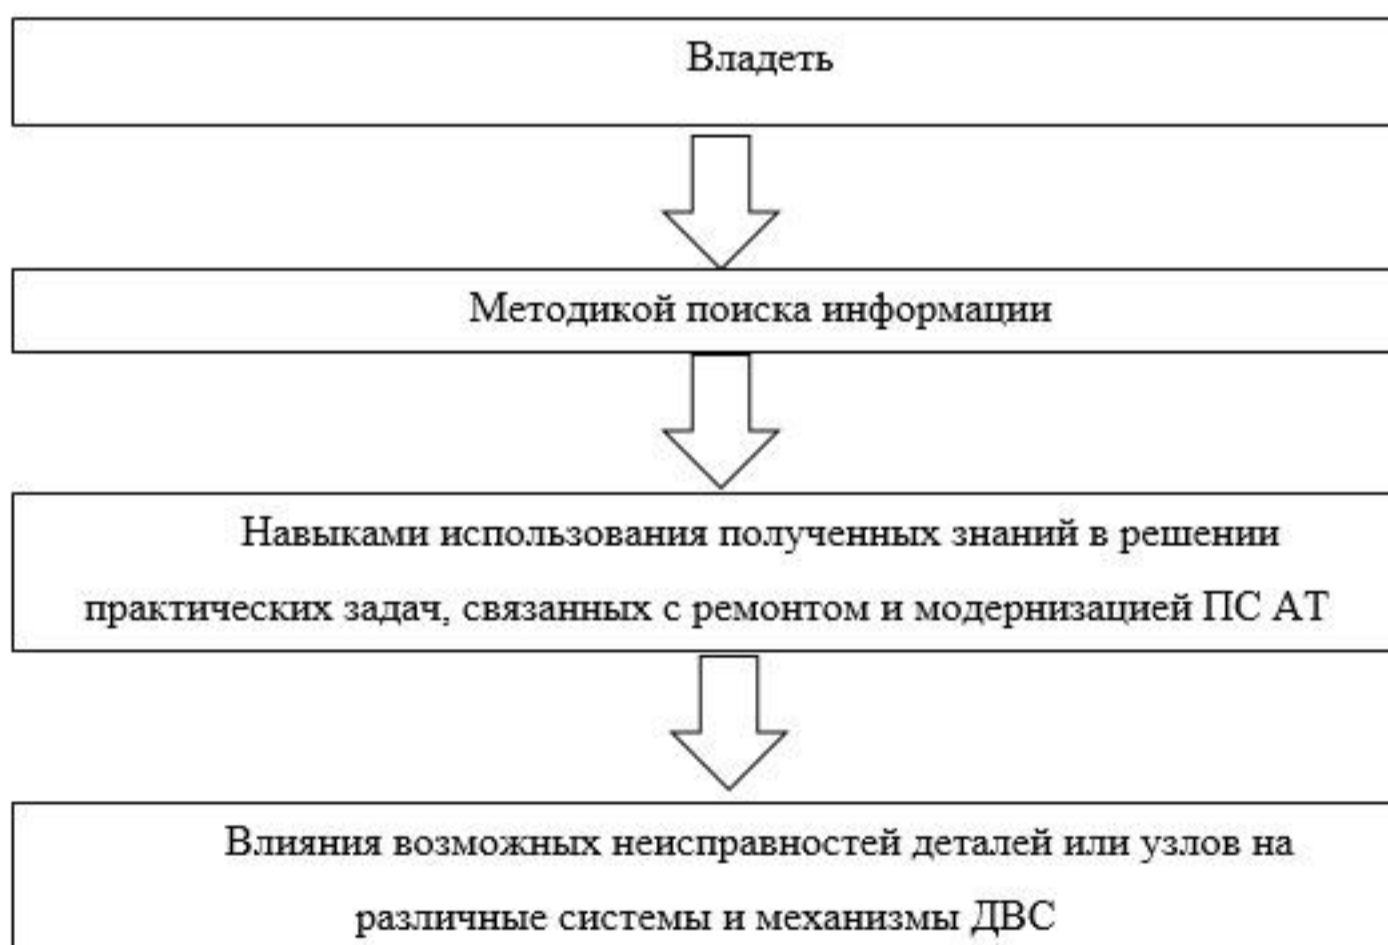 Владеть
Методикой поиска информации
Навыками использования полученных знаний в решении
практических задач, связанных с ремонтом и модернизацией ПС АТ
Влияния возможных неисправностей деталей или узлов на
различные системы и механизмы ДВС